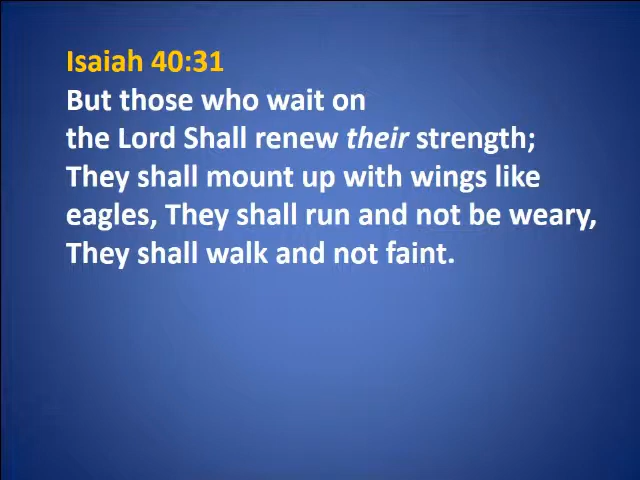 Isaiah 40:31
But those who wait on
the Lord Shall renew their strength;
They shall mount up with wings like
eagles, They shall run and not be weary,
They shall walk and not faint.